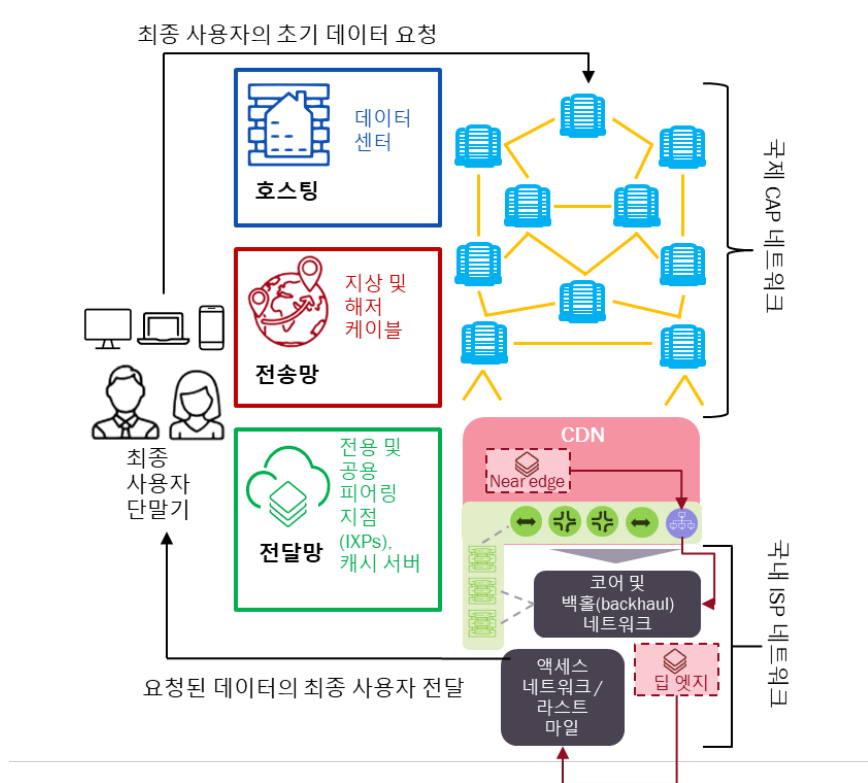 최종 사용자의 초기 데이터 요청
데이터
센터
호스팅
지상 및
해저
케이블
전송망
전용 및
공용
피어링
지점
(IXPs),
캐시 서버
전달망
최종
사용자
단말기
국제 CAP 네트워크
CDN
Near edge
코어 및
백홀(backhaul)
네트워크
국내 ISP 네트워크
액세스
네트워크 /
라스트
마일
딥 엣지
요청된 데이터의 최종 사용자 전달